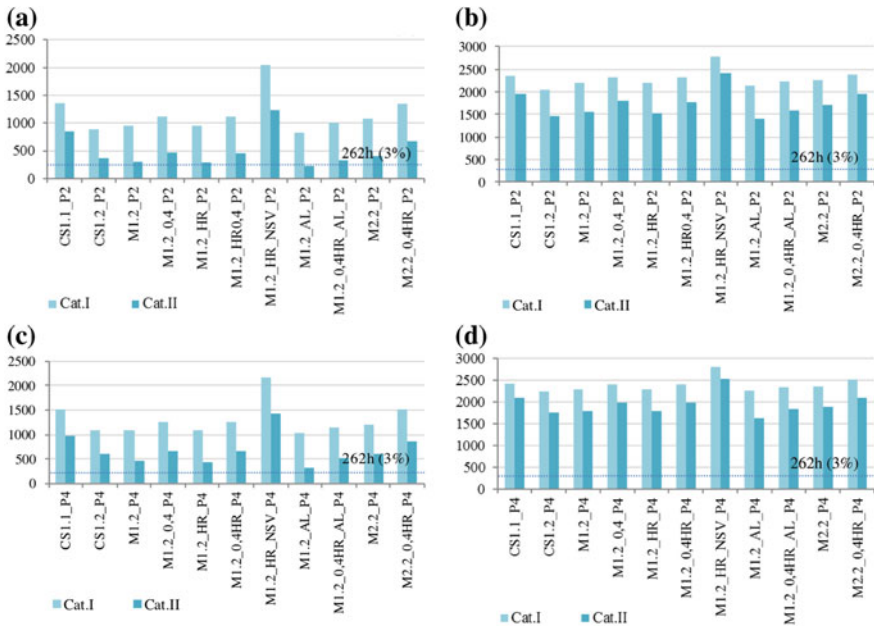 (a)
2500
2000
1500
1000
500
0
262h (3%)
CS1.1_P2
CS1.2_P2
M1.2_P2
M1.2_0,4_P2
M1.2_HR_P2
M1.2_HR0,4_P2
M1.2_HR_NSV_P2
M1.2_AL_P2
M1.2_0,4HR_AL_P2
M2.2_P2
M2.2_0,4HR_P2
Cat.I Cat.II
(b)
3000
2500
2000
1500
1000
500
0
262h (3%)
CS1.1_P2
CS1.2_P2
M1.2_P2
M1.2_0,4_P2
M1.2_HR_P2
M1.2_HR0,4_P2
M1.2_HR_NSV_P2
M1.2_AL_P2
M1.2_0,4HR_AL_P2
M2.2_P2
M2.2_0,4HR_P2
Cat.I Cat.II
(c)
2500
2000
1500
1000
500
0
262h (3%)
CS1.1_P4
CS1.2_P4
M1.2_P4
M1.2_0,4_P4
M1.2_HR_P4
M1.2_0,4HR_P4
M1.2_HR_NSV_P4
M1.2_AL_P4
M1.2_0,4HR_AL_P4
M2.2_P4
M2.2_0,4HR_P4
Cat.I Cat.II
(d)
3000
2500
2000
1500
1000
500
0
262h (3%)
CS1.1_P4
CS1.2_P4
M1.2_P4
M1.2_0,4_P4
M1.2_HR_P4
M1.2_0,4HR_P4
M1.2_HR_NSV_P4
M1.2_AL_P4
M1.2_0,4HR_AL_P4
M2.2_P4
M2.2_0,4HR_P4
Cat.I Cat.II